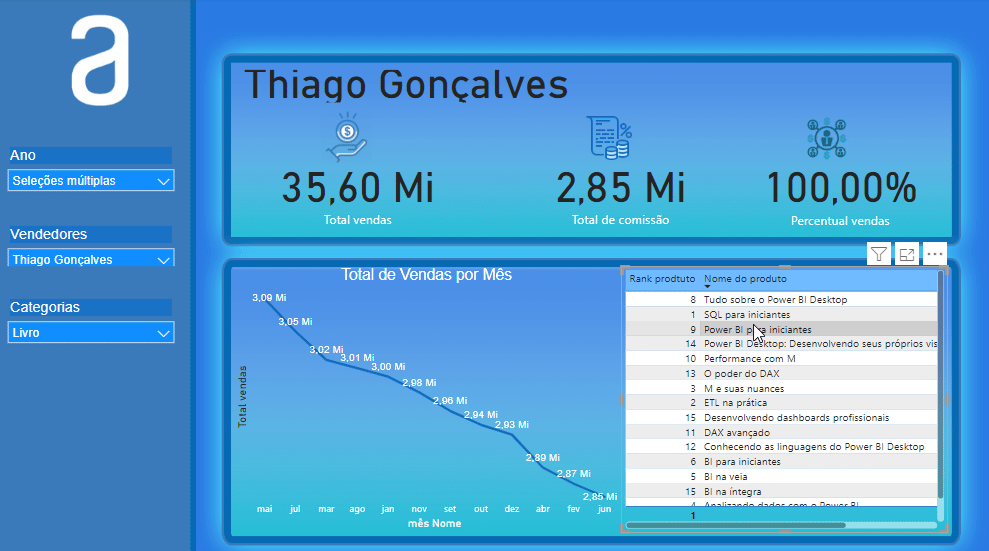 a
Ano
Seleções múltiplas
Vendedores
Thiago Gonçalves
Categorias
Livro
Thiago Gonçalves
35,60 Mi
Total vendas
2,85 Mi
Total de comissão
100,00%
Percentual vendas
Total de Vendas por Mês
Total vendas
3,09 Mi
3,05 Mi
3,02 Mi
3,01 Mi
3,00 Mi
2,98 Mi
2,96 Mi
2,94 Mi
2,93 Mi
2,89 Mi
2,87 Mi
2,85 Mi
mai jul mar ago jan nov set out dez abr fev jun
mês Nome
Rank prodtuto Nome do produto
8 Tudo sobre o Power BI Desktop
1 SQL para iniciantes
9 Power BI para iniciantes
14 Power BI Desktop: Desenvolvendo seus próprios vis
10 Performance com M
13 O poder do DAX
3 M e suas nuances
2 ETL na prática
15 Desenvolvendo dashboards profissionais
11 DAX avançado
12 Conhecendo as linguagens do Power BI Desktop
6 BI para iniciantes
5 BI na veia
15 BI na íntegra
4 Analizando dados com o Power BI
1